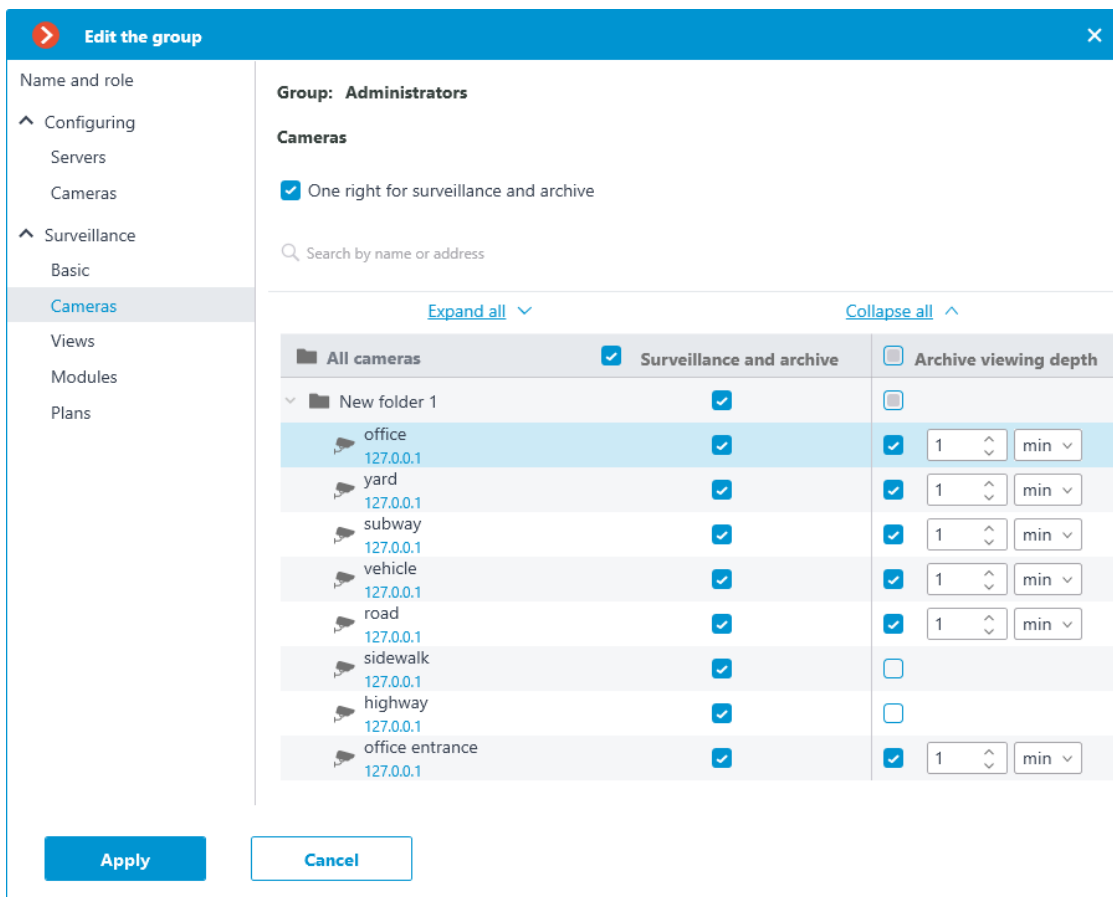 Edit the group
Name and role
Configuring
Servers
Cameras
Surveillance
Basic
Cameras
Views
Modules
Plans
Group: Administrators
Cameras
One right for surveillance and archive
Search by name or address
Expand all
Collapse all
All cameras Surveillance and archive Archive viewing depth
New folder 1
office
127.0.0.1
1 min
yard
127.0.0.1
1 min
subway
127.0.0.1
1 min
vehicle
127.0.0.1
1 min
road
127.0.0.1
1 min
sidewalk
127.0.0.1
highway
127.0.0.1
office entrance
127.0.0.1
1 min
Apply
Cancel